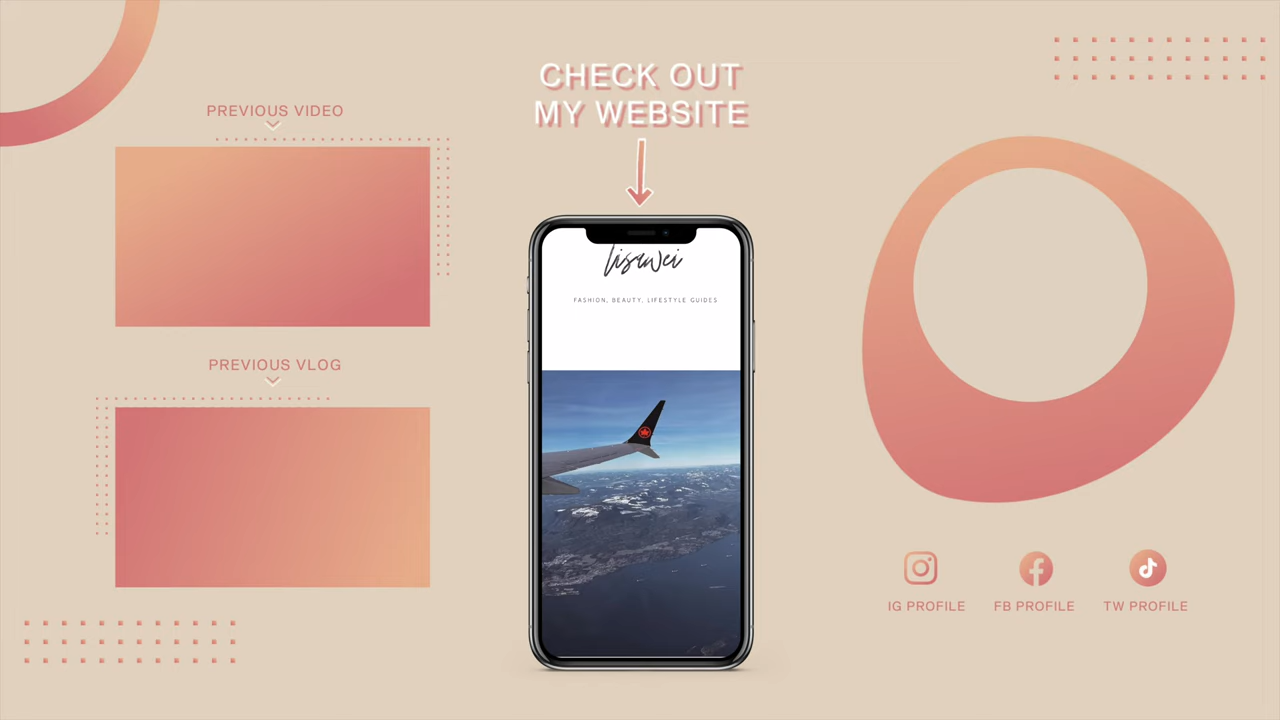 PREVIOUS VIDEO
CHECK OUT
MY WEBSITE
lisawei
FASHION, BEAUTY, LIFESTYLE GUIDES
PREVIOUS VLOG
IG PROFILE
FB PROFILE
TW PROFILE